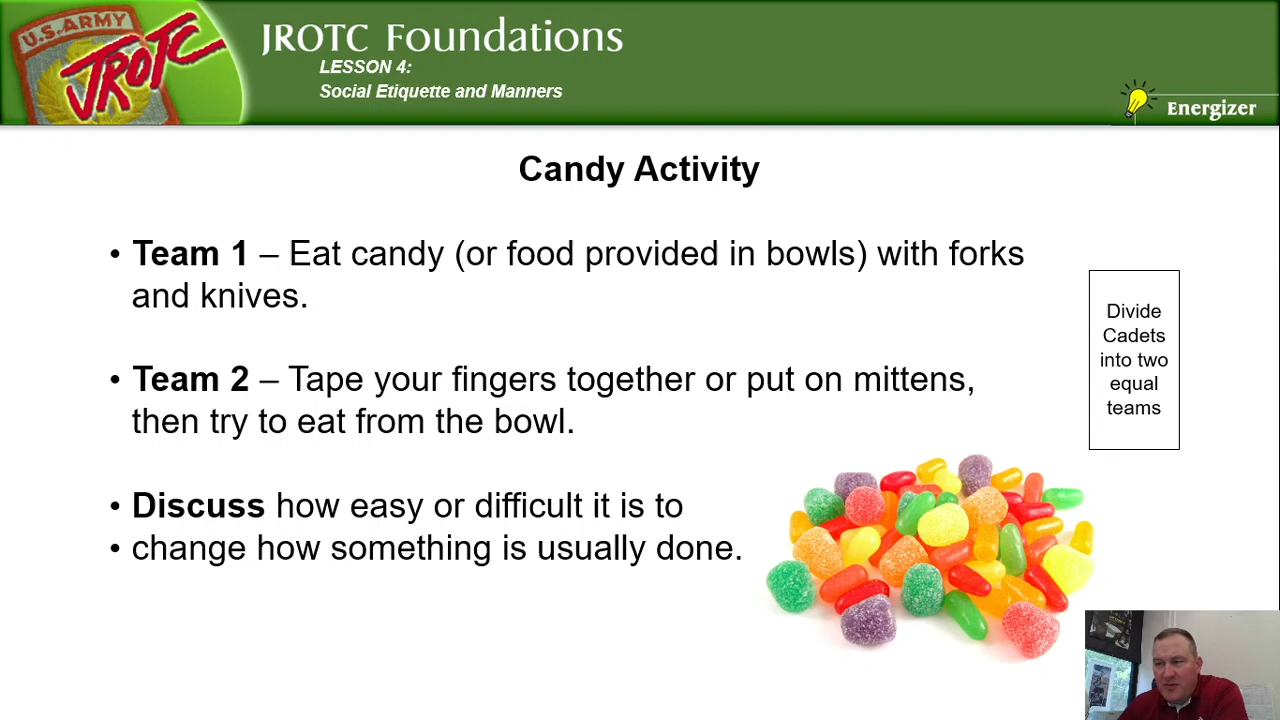 U.S. ARMY
JROTC
JROTC Foundations
LESSON 4:
Social Etiquette and Manners
Energizer
Candy Activity
• Team 1 – Eat candy (or food provided in bowls) with forks
and knives.
• Team 2 – Tape your fingers together or put on mittens,
then try to eat from the bowl.
• Discuss how easy or difficult it is to
• change how something is usually done.
Divide
Cadets
into two
equal
teams